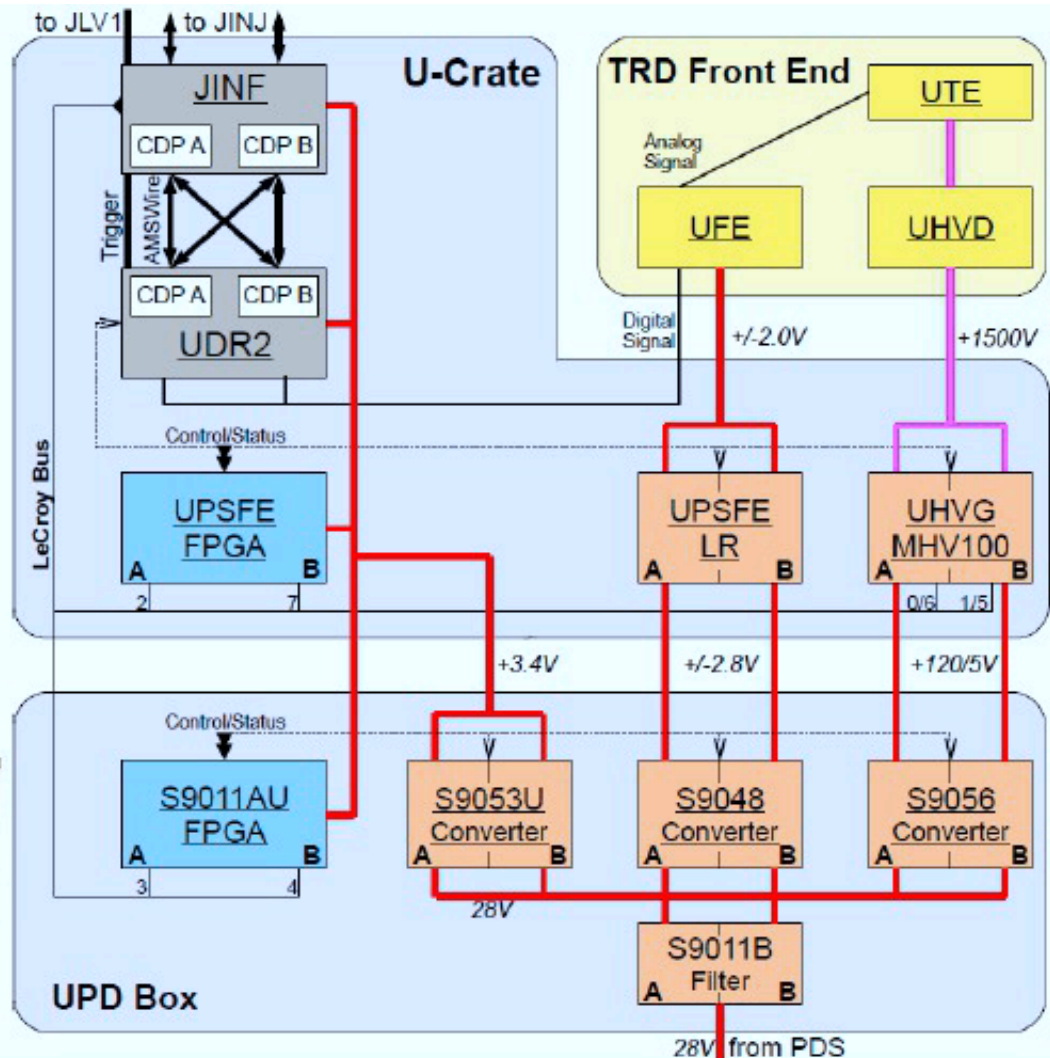 to JLV1
to JINJ
U-Crate
TRD Front End
JINF
CDP A
CDP B
UTE
Analog
Signal
Trigger
AMSWire
UFE
UHVD
CDP A
CDP B
UDR2
Digital
Signal
+/-2.0V
+1500V
Control/Status
LeCroy Bus
UPSFE
FPGA
A
B
2
7
UPSFE
LR
A
B
UHVG
MHV100
A
B
0/6
1/5
+3.4V
+/-2.8V
+120/5V
Control/Status
S9011AU
FPGA
A
B
3
4
S9053U
Converter
A
B
S9048
Converter
A
B
S9056
Converter
A
B
28V
S9011B
Filter
A
B
UPD Box
28V from PDS